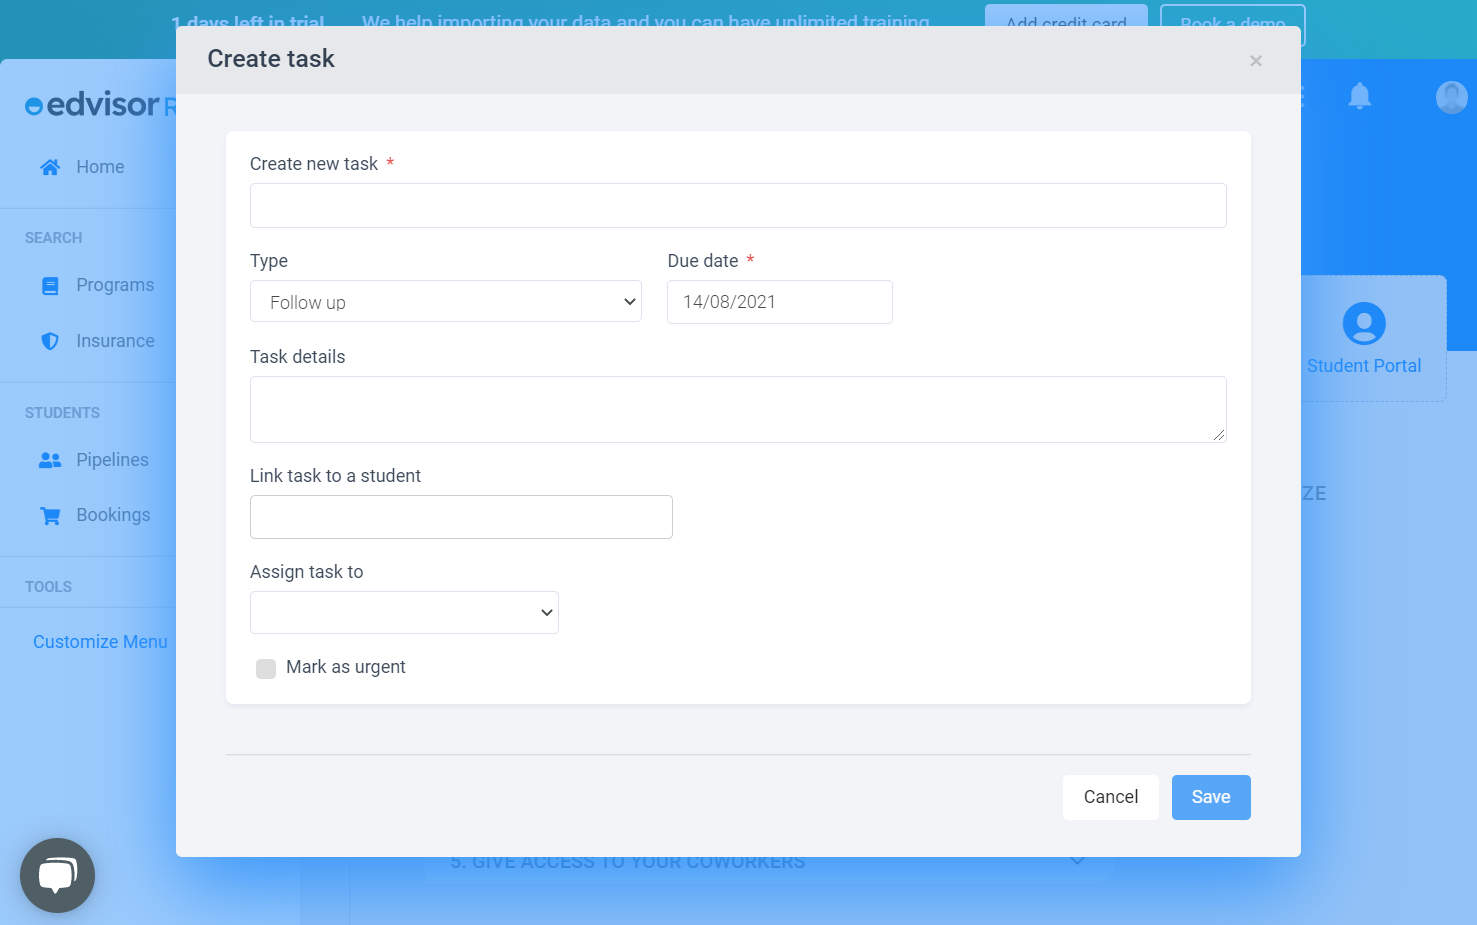 1 days left in trial We help importing your data and you can have unlimited training Add credit card Book a demo
Create task ×
edvisor
Home
SEARCH
Programs
Insurance
STUDENTS
Pipelines
Bookings
TOOLS
Customize Menu
Create new task *
Type Due date *
Follow up 14/08/2021
Task details
Link task to a student
Assign task to
Mark as urgent
Cancel Save
Student Portal
ZE
5. GIVE ACCESS TO YOUR COWORKERS